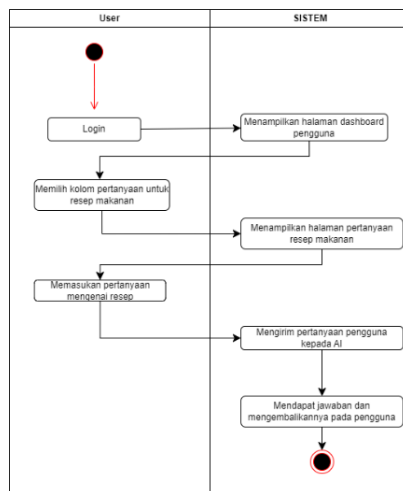 User
SISTEM
Login
Menampilkan halaman dashboard
pengguna
Memilih kolom pertanyaan untuk
resep makanan
Menampilkan halaman pertanyaan
resep makanan
Memasukan pertanyaan
mengenai resep
Mengirim pertanyaan pengguna
kepada AI
Mendapat jawaban dan
mengembalikannya pada pengguna